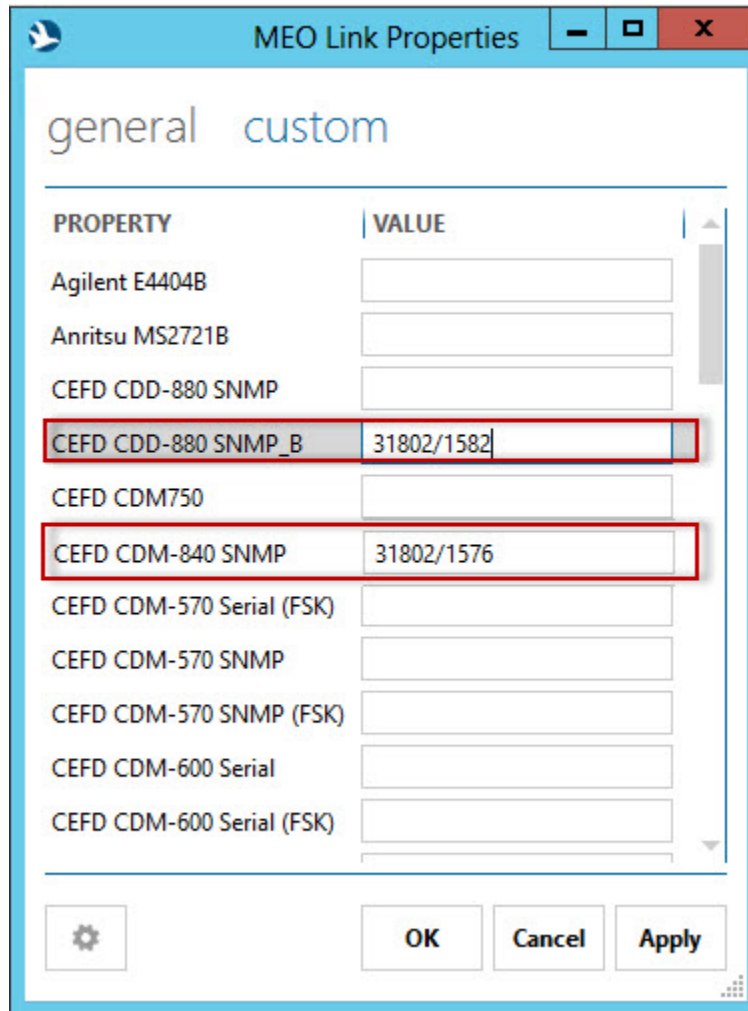 MEO Link Properties
general custom
PROPERTY VALUE
Agilent E4404B
Anritsu MS2721B
CEFD CDD-880 SNMP
CEFD CDD-880 SNMP_B 31802/1582
CEFD CDM750
CEFD CDM-840 SNMP 31802/1576
CEFD CDM-570 Serial (FSK)
CEFD CDM-570 SNMP
CEFD CDM-570 SNMP (FSK)
CEFD CDM-600 Serial
CEFD CDM-600 Serial (FSK)
OK Cancel Apply